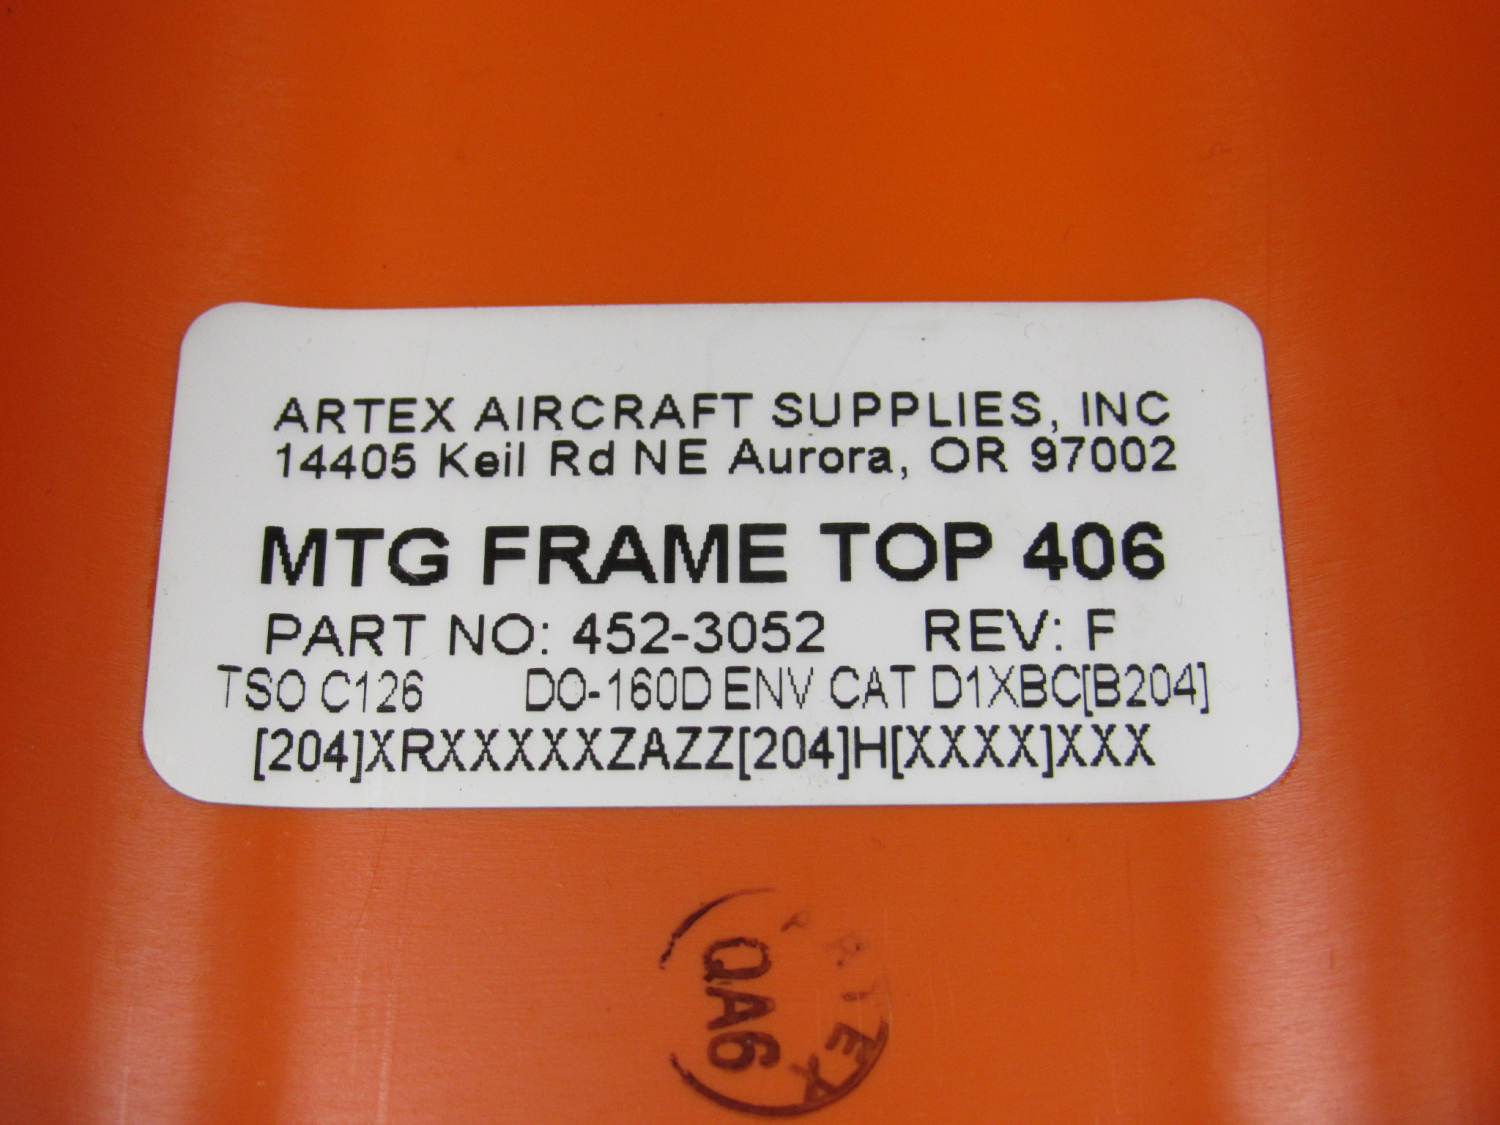 ARTEX AIRCRAFT SUPPLIES, INC
14405 Keil Rd NE Aurora, OR 97002
MTG FRAME TOP 406
PART NO: 452-3052 REV: F
TSO C126 DO-160D ENV CAT D1XBC[B204]
[204]XRXXXXXZAZZ[204]H[XXXX]XXX
ARTEX
QA6